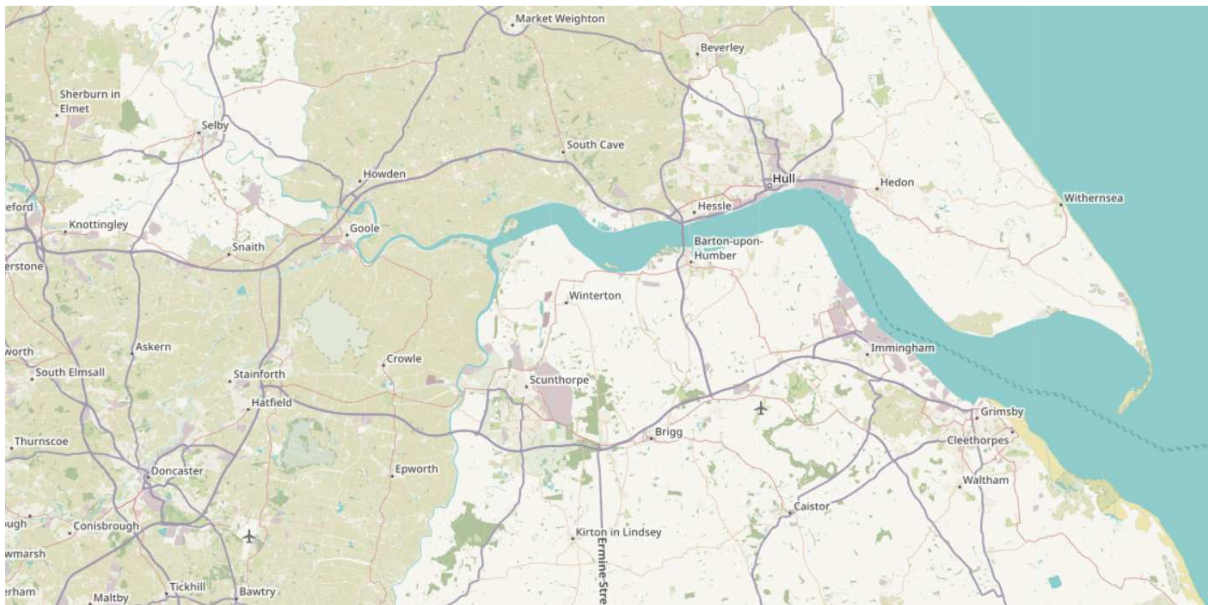 Market Weighton
Beverley
Sherburn in
Elmet
Selby
South Cave
Howden
Hull
Hedon
Withernsea
eford
Knottingley
Goole
Hessle
Snaith
Barton-upon-
Humber
erstone
Winterton
worth
Askern
Immingham
Crowle
South Elmsall
Stainforth
Scunthorpe
Hatfield
Grimsby
Thurnscoe
Brigg
Cleethorpes
Doncaster
Epworth
Waltham
Caistor
ough
Conisbrough
Kirton in Lindsey
wmarsh
Ermine Stre
erham
Tickhill
Maltby
Bawtry